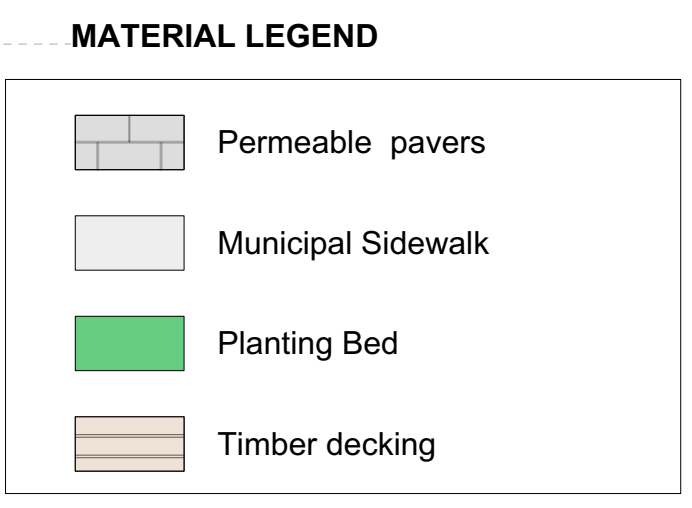 MATERIAL LEGEND
Permeable pavers
Municipal Sidewalk
Planting Bed
Timber decking